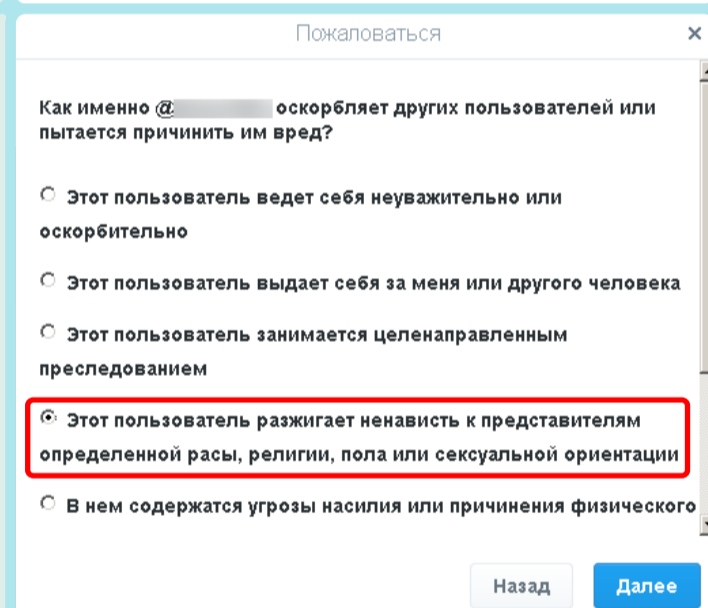 Пожаловаться
Как именно @ оскорбляет других пользователей или
пытается причинить им вред?
Этот пользователь ведет себя неуважительно или
оскорбительно
Этот пользователь выдает себя за меня или другого человека
Этот пользователь занимается целенаправленным
преследованием
Этот пользователь разжигает ненависть к представителям
определенной расы, религии, пола или сексуальной ориентации
В нем содержатся угрозы насилия или причинения физического
Назад Далее